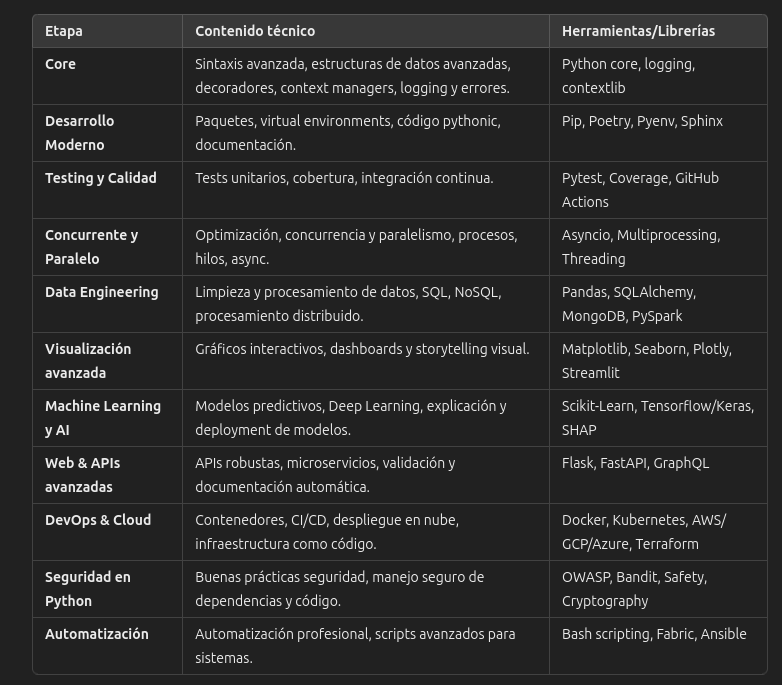 Etapa Contenido técnico Herramientas/Librerías
Core Sintaxis avanzada, estructuras de datos avanzadas, Python core, logging,
decoradores, context managers, logging y errores. contextlib
Desarrollo Paquetes, virtual environments, código pythonic, Pip, Poetry, Pyenv, Sphinx
Moderno documentación.
Testing y Calidad Tests unitarios, cobertura, integración continua. Pytest, Coverage, GitHub
Actions
Concurrente y Optimización, concurrencia y paralelismo, procesos, Asyncio, Multiprocessing,
Paralelo hilos, async. Threading
Data Engineering Limpieza y procesamiento de datos, SQL, NoSQL, Pandas, SQLAlchemy,
procesamiento distribuido. MongoDB, PySpark
Visualización Gráficos interactivos, dashboards y storytelling visual. Matplotlib, Seaborn, Plotly,
avanzada Streamlit
Machine Learning Modelos predictivos, Deep Learning, explicación y Scikit-Learn, Tensorflow/Keras,
y AI deployment de modelos. SHAP
Web & APIs APIs robustas, microservicios, validación y Flask, FastAPI, GraphQL
avanzadas documentación automática.
DevOps & Cloud Contenedores, CI/CD, despliegue en nube, Docker, Kubernetes, AWS/
infraestructura como código. GCP/Azure, Terraform
Seguridad en Buenas prácticas seguridad, manejo seguro de OWASP, Bandit, Safety,
Python dependencias y código. Cryptography
Automatización Automatización profesional, scripts avanzados para Bash scripting, Fabric, Ansible
sistemas.